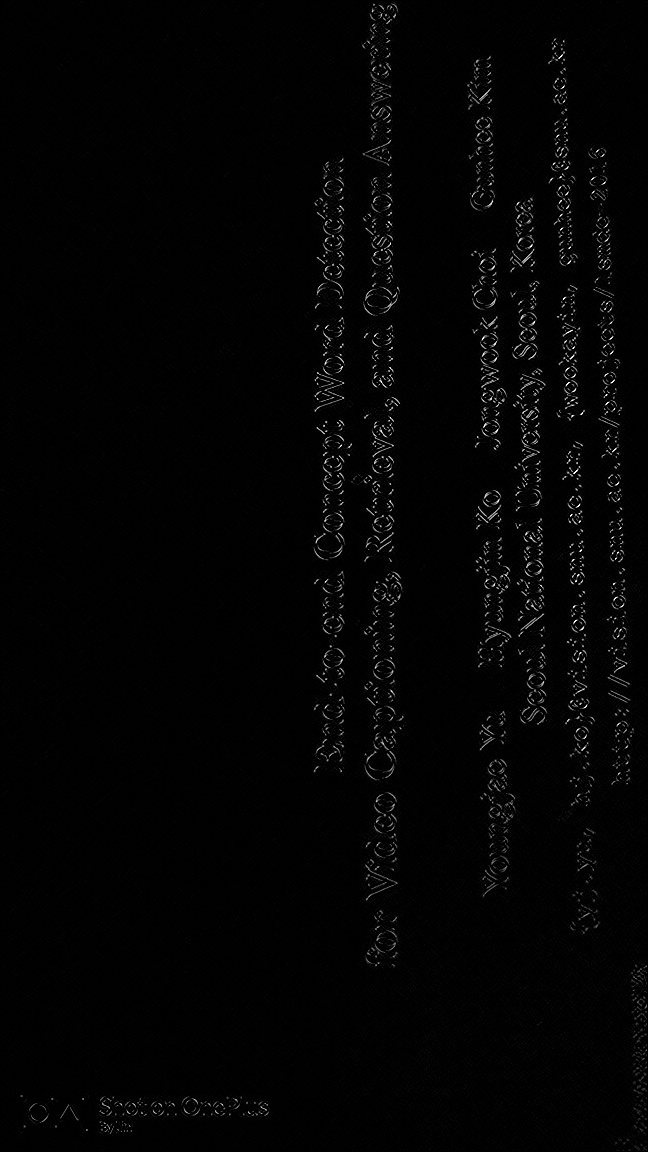 End-to-end Concept Word Detection
for Video Captioning, Retrieval, and Question Answering
Youngjae Yu Hyungjin Ko Jongwook Choi Gunhee Kim
Seoul National University, Seoul, Korea
{yj.yu, hj.ko}@vision.snu.ac.kr, {wookayin, gunhee}@snu.ac.kr
http://vision.snu.ac.kr/projects/lsmdc-2016
Shot on OnePlus
By